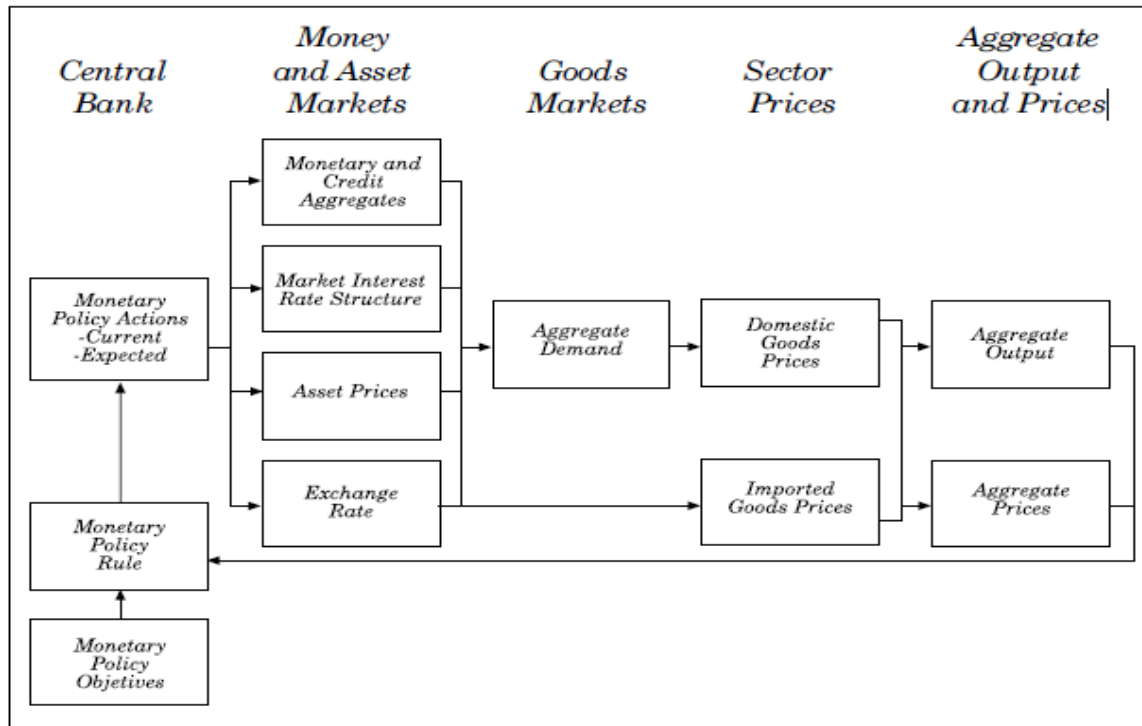 Central
Bank
Money
and Asset
Markets
Goods
Markets
Sector
Prices
Aggregate
Output
and Prices
Monetary and
Credit
Aggregates
Market Interest
Rate Structure
Asset Prices
Exchange
Rate
Monetary
Policy Actions
-Current
-Expected
Monetary
Policy
Rule
Monetary
Policy
Objetives
Aggregate
Demand
Domestic
Goods
Prices
Imported
Goods Prices
Aggregate
Output
Aggregate
Prices